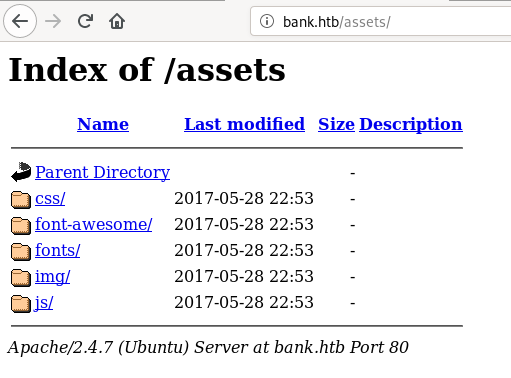 bank.htb/assets/
Index of /assets
Name Last modified Size Description
Parent Directory -
css/ 2017-05-28 22:53 -
font-awesome/ 2017-05-28 22:53 -
fonts/ 2017-05-28 22:53 -
img/ 2017-05-28 22:53 -
js/ 2017-05-28 22:53 -
Apache/2.4.7 (Ubuntu) Server at bank.htb Port 80